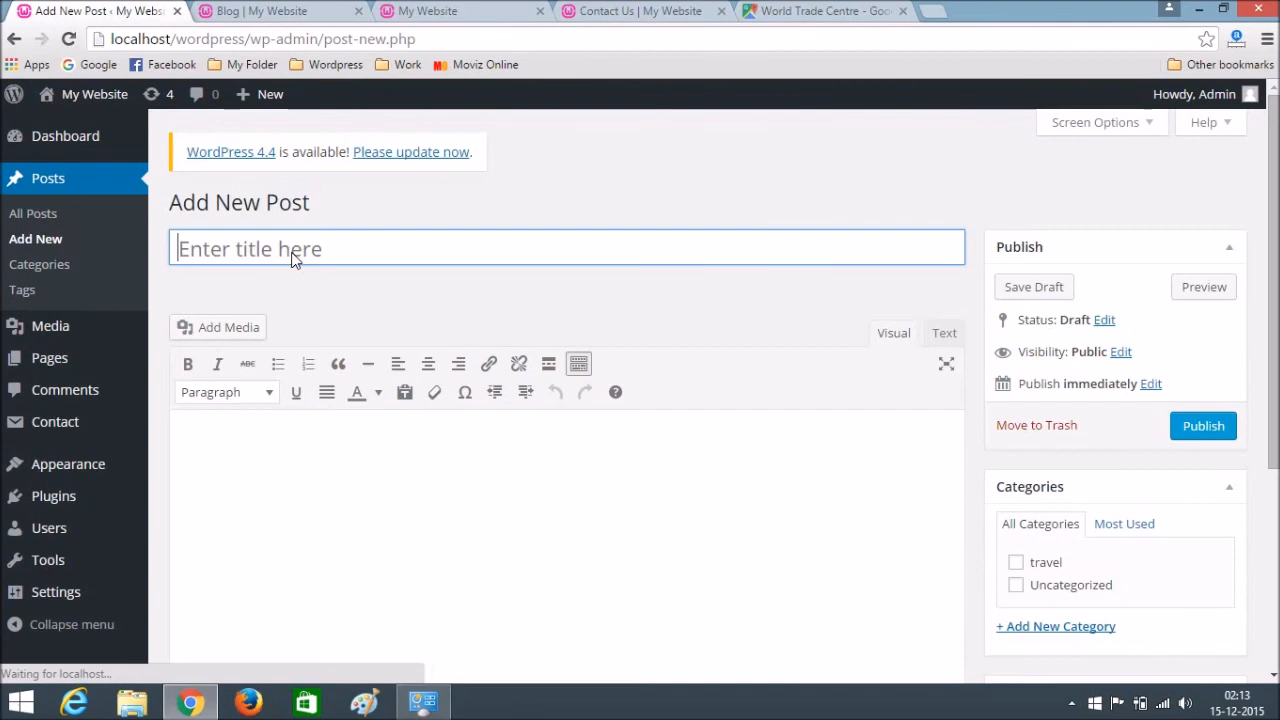 Add New Post ‹ My Webs
Blog | My Website
My Website
Contact Us | My Website
World Trade Centre - Goo
localhost/wordpress/wp-admin/post-new.php
Apps
Google
Facebook
My Folder
Wordpress
Work
Moviz Online
Other bookmarks
My Website
4
0
New
Howdy, Admin
Dashboard
Posts
All Posts
Add New
Categories
Tags
Media
Pages
Comments
Contact
Appearance
Plugins
Users
Tools
Settings
Collapse menu
Screen Options
Help
WordPress 4.4 is available! Please update now.
Add New Post
Enter title here
Add Media
Visual
Text
B I ABC
Paragraph
U A Ω
Publish
Save Draft
Preview
Status: Draft Edit
Visibility: Public Edit
Publish immediately Edit
Move to Trash
Publish
Categories
All Categories
Most Used
travel
Uncategorized
+ Add New Category
Waiting for localhost...
02:13
15-12-2015